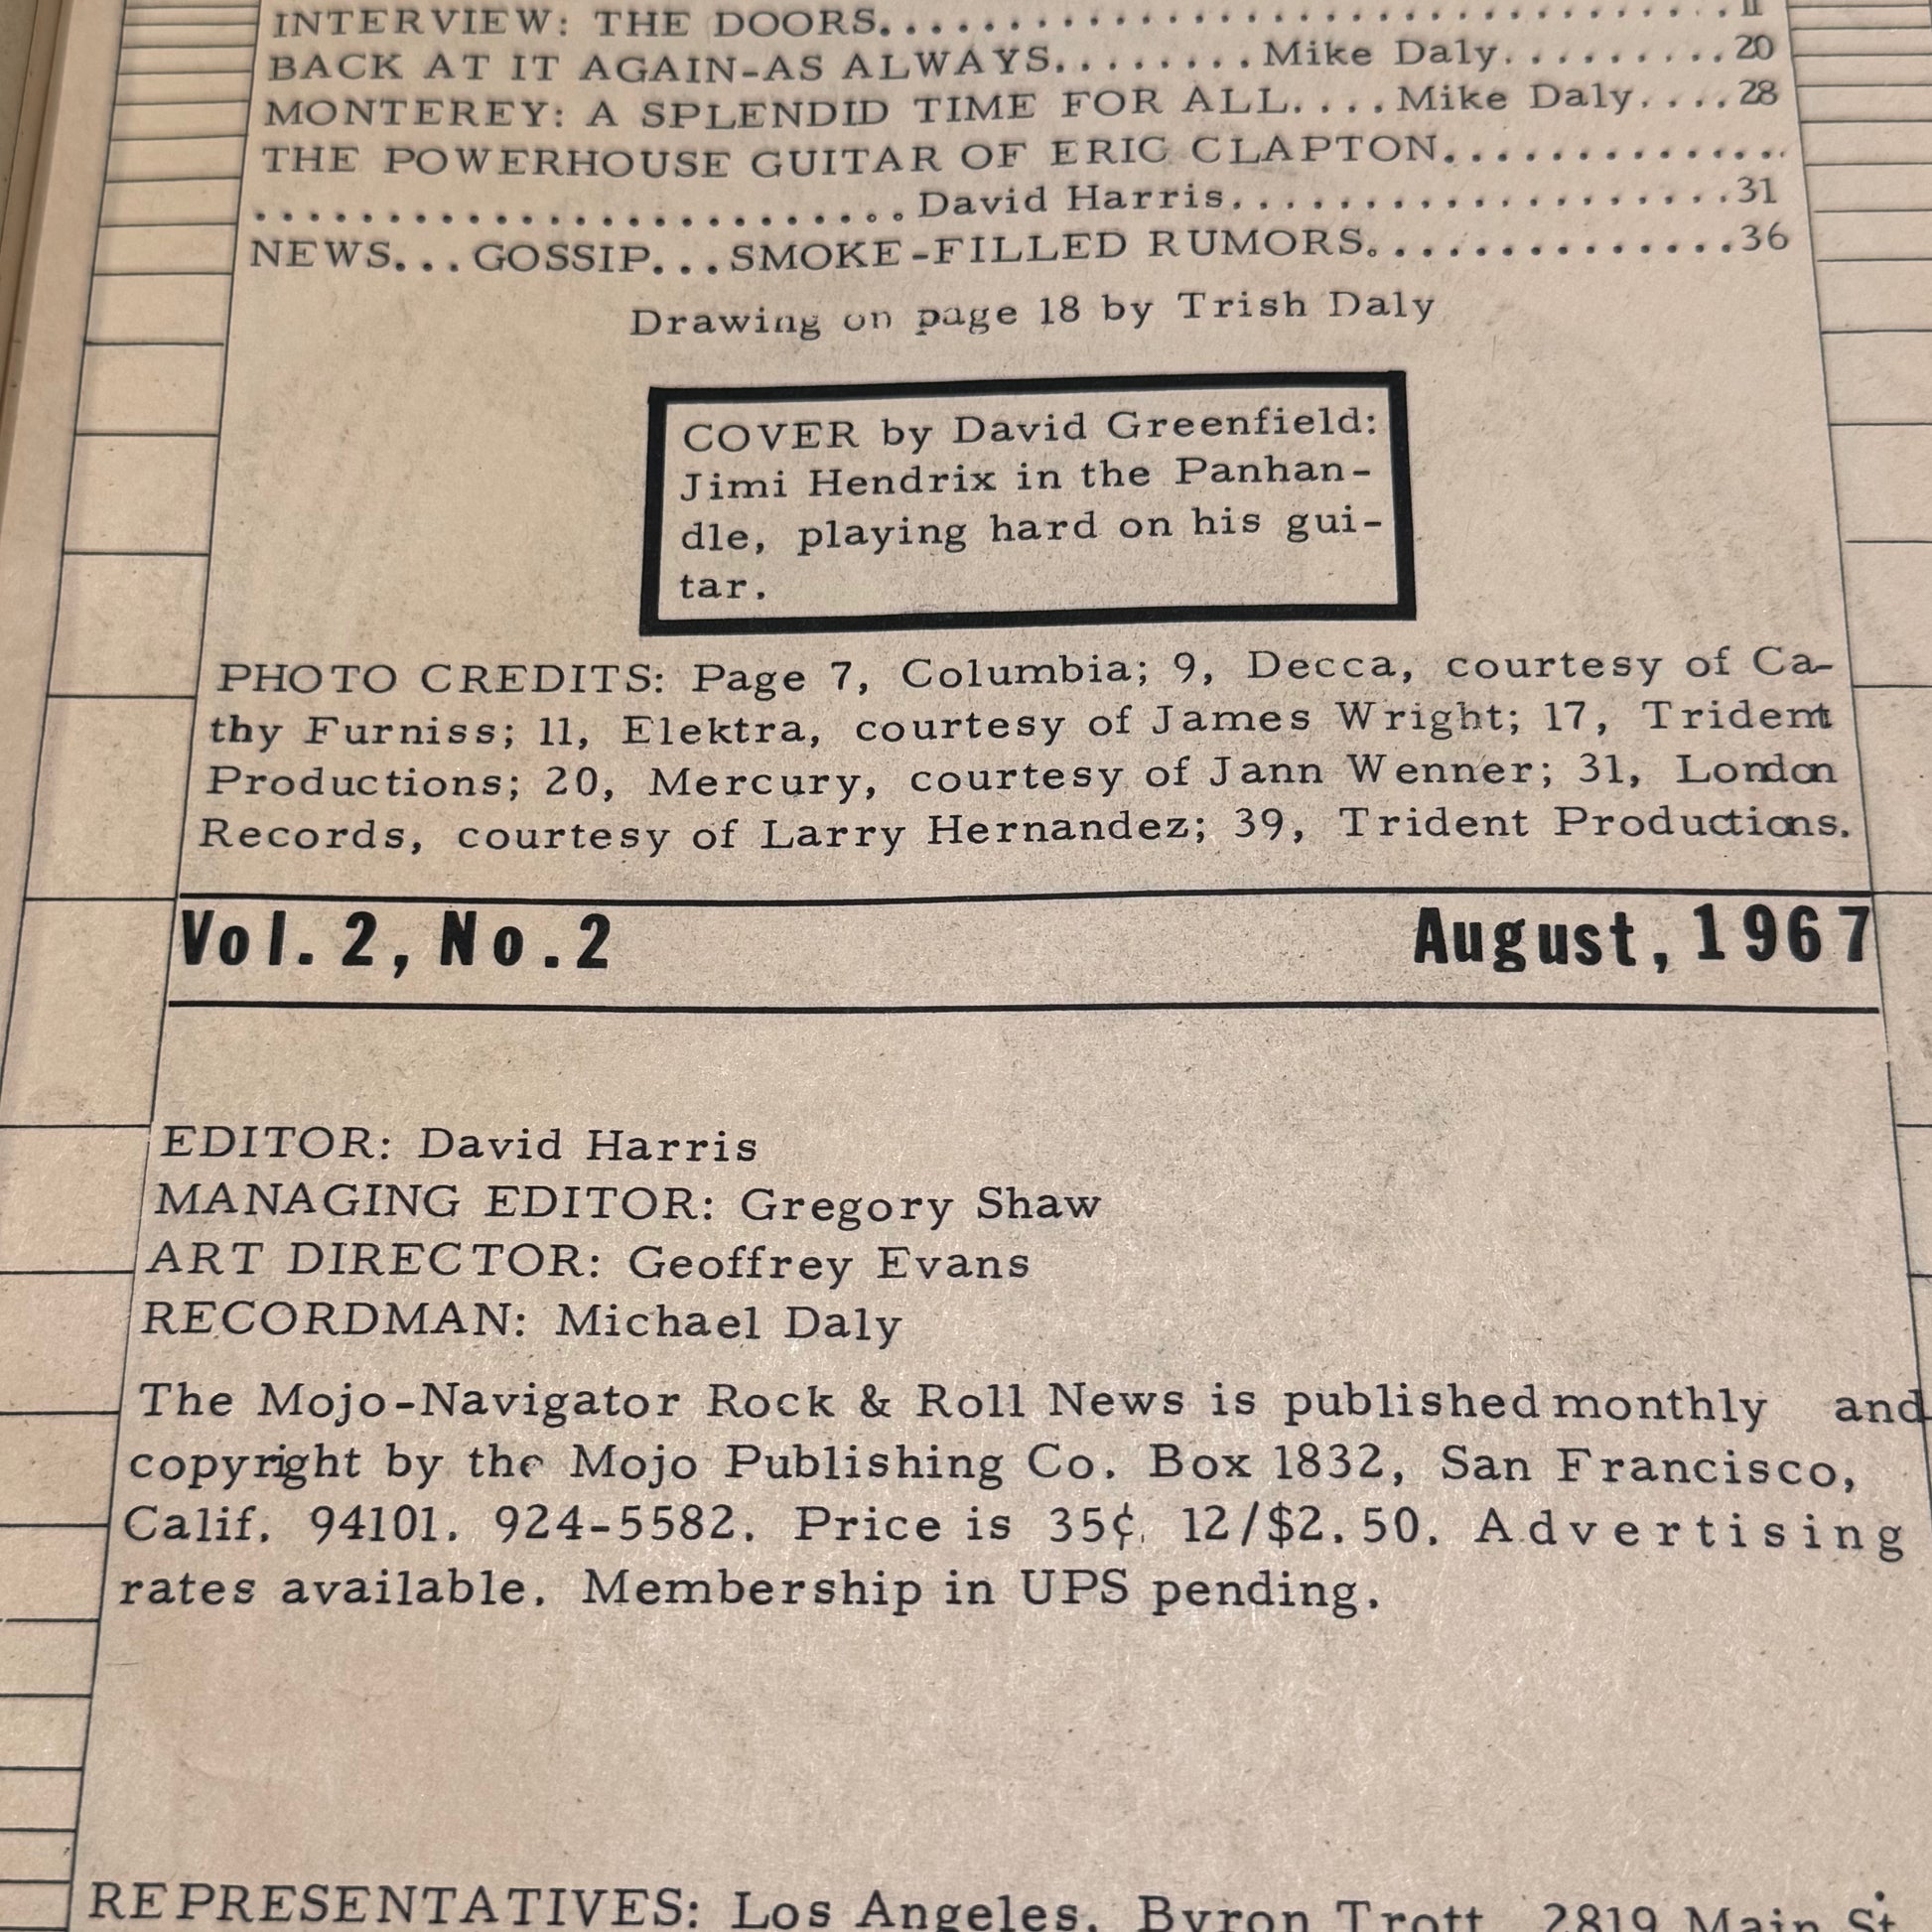 INTERVIEW: THE DOORS.......................................11
BACK AT IT AGAIN-AS ALWAYS........Mike Daly..........20
MONTEREY: A SPLENDID TIME FOR ALL....Mike Daly....28
THE POWERHOUSE GUITAR OF ERIC CLAPTON.............
.........................David Harris....................31
NEWS...GOSSIP...SMOKE-FILLED RUMORS..............36
Drawing on page 18 by Trish Daly
COVER by David Greenfield:
Jimi Hendrix in the Panhan-
dle, playing hard on his gui-
tar.
PHOTO CREDITS: Page 7, Columbia; 9, Decca, courtesy of Ca-
thy Furniss; 11, Elektra, courtesy of James Wright; 17, Trident
Productions; 20, Mercury, courtesy of Jann Wenner; 31, London
Records, courtesy of Larry Hernandez; 39, Trident Productions.
Vol. 2, No. 2 August, 1967
EDITOR: David Harris
MANAGING EDITOR: Gregory Shaw
ART DIRECTOR: Geoffrey Evans
RECORDMAN: Michael Daly
The Mojo-Navigator Rock & Roll News is published monthly and
copyright by the Mojo Publishing Co. Box 1832, San Francisco,
Calif. 94101. 924-5582. Price is 35¢, 12/$2.50. Advertising
rates available. Membership in UPS pending.
REPRESENTATIVES: Los Angeles, Byron Trott, 2819 Main St